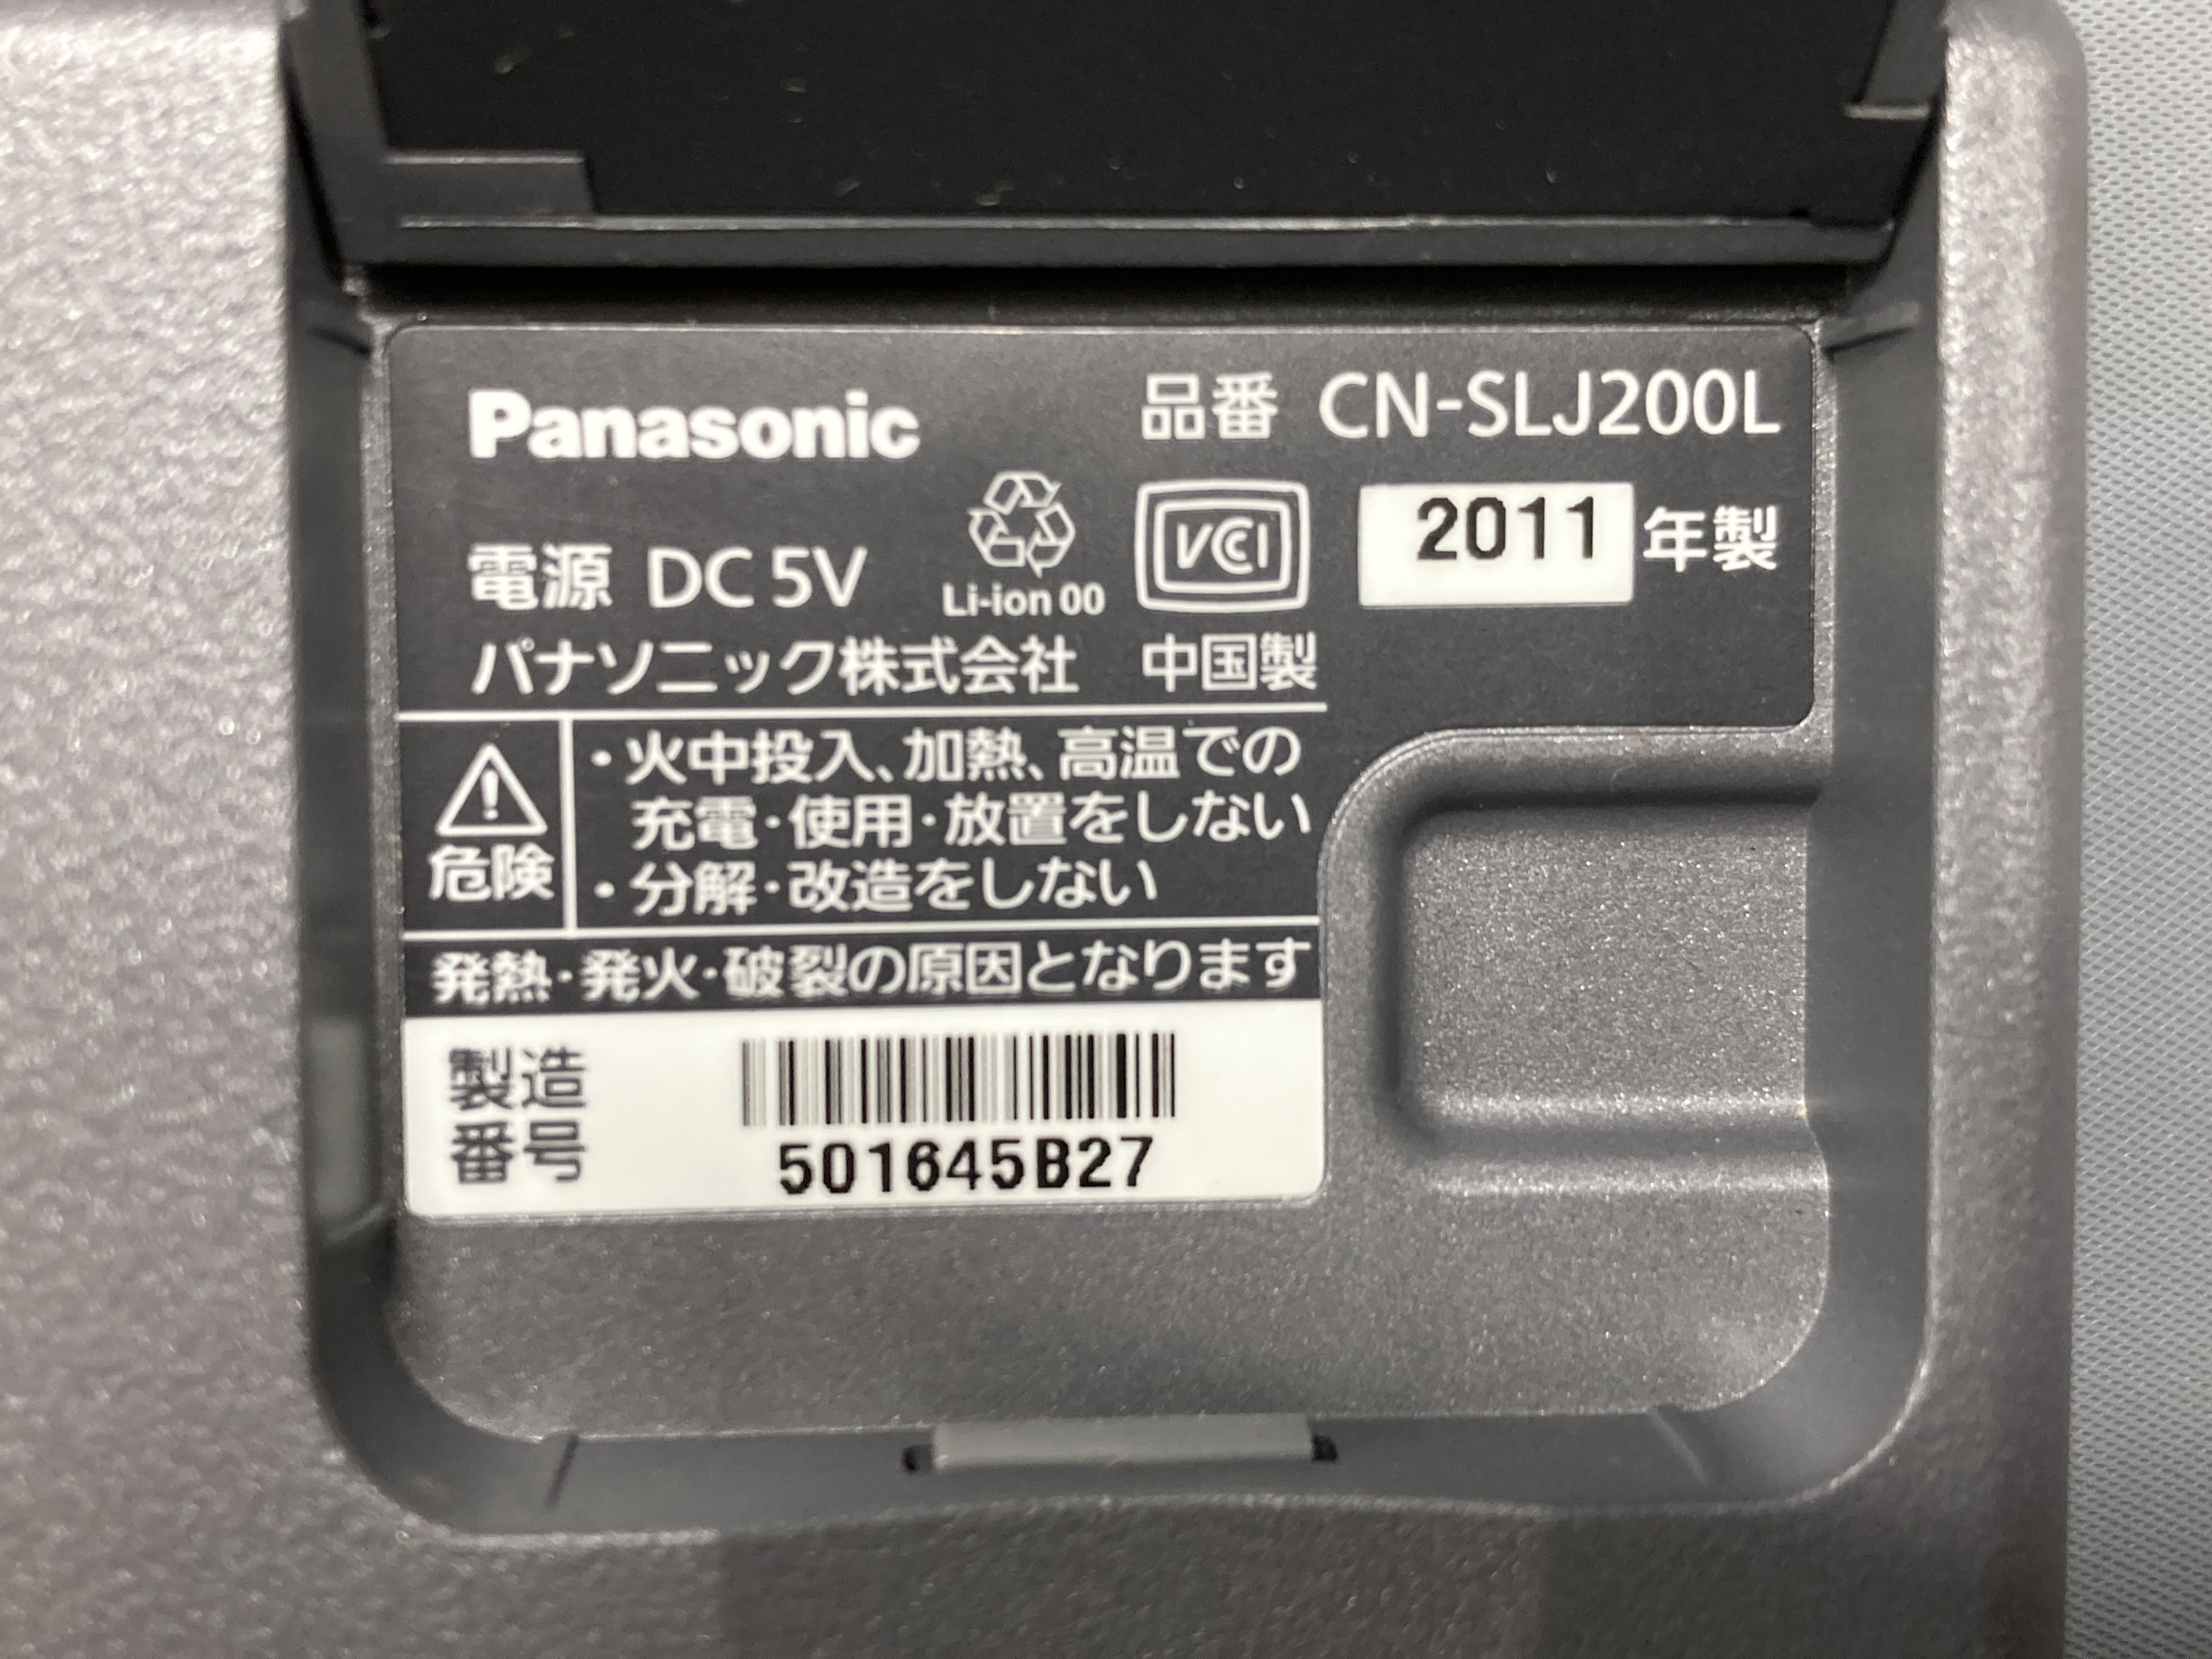 Panasonic
品番 CN-SLJ200L
電源 DC 5V
Li-ion 00
VCCI
2011 年製
パナソニック株式会社 中国製
危険
・火中投入、加熱、高温での
充電・使用・放置をしない
・分解・改造をしない
発熱・発火・破裂の原因となります
製造
番号
501645B27